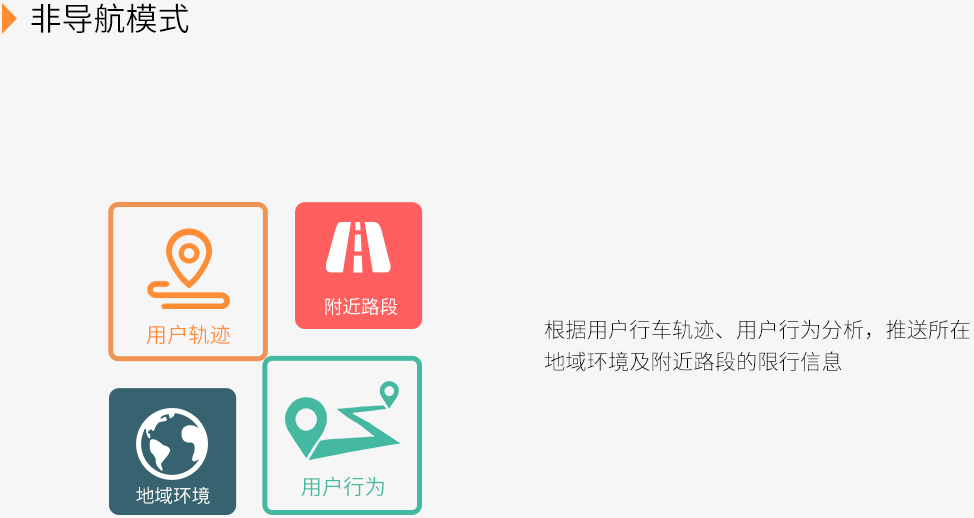 非导航模式
用户轨迹
附近路段
地域环境
用户行为
根据用户行车轨迹、用户行为分析，推送所在
地域环境及附近路段的限行信息